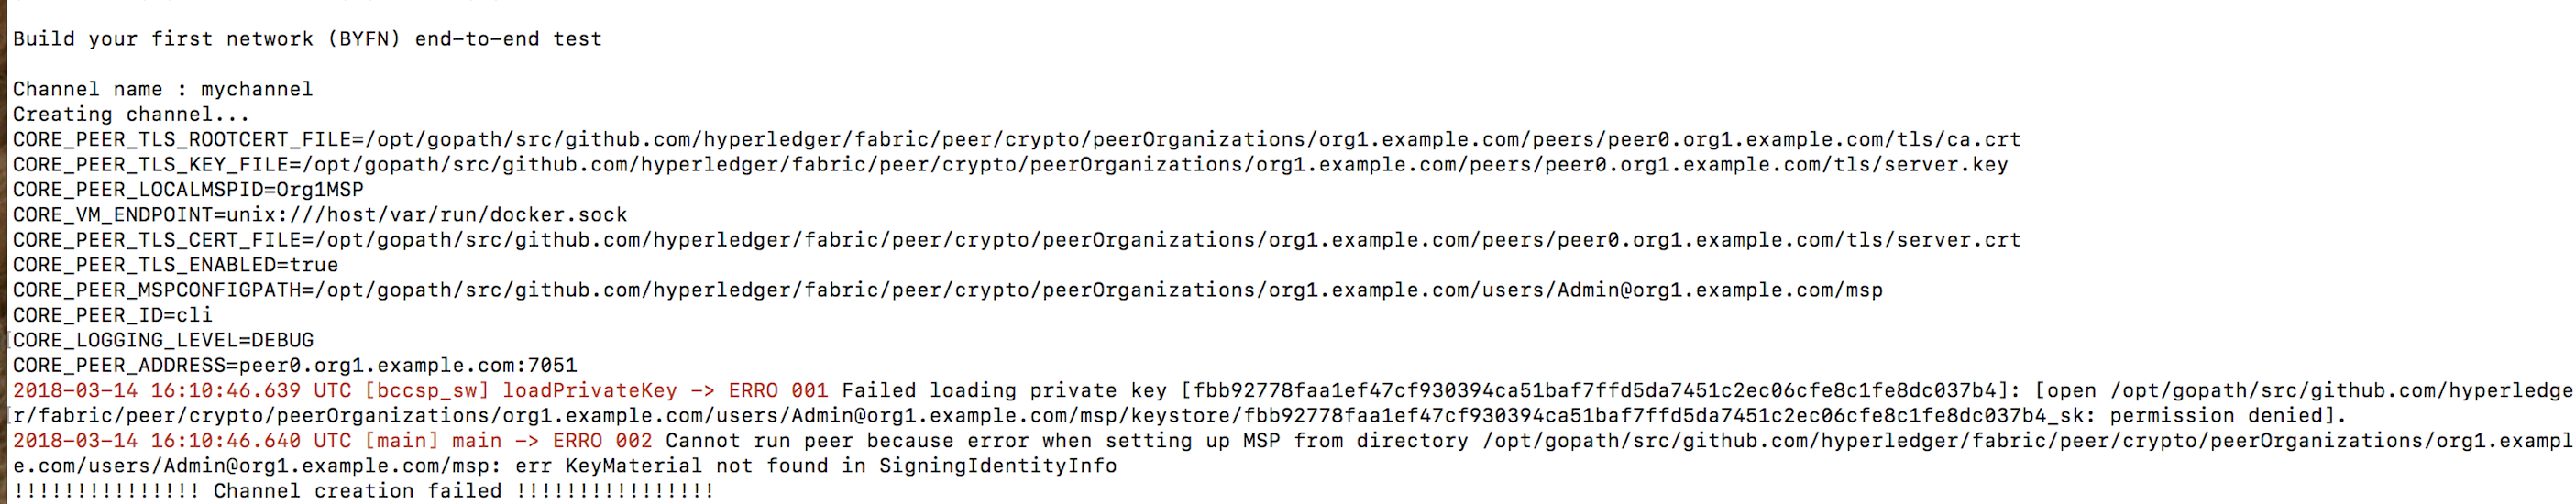 Build your first network (BYFN) end-to-end test
Channel name : mychannel
Creating channel...
CORE_PEER_TLS_ROOTCERT_FILE=/opt/gopath/src/github.com/hyperledger/fabric/peer/crypto/peerOrganizations/org1.example.com/peers/peer0.org1.example.com/tls/ca.crt
CORE_PEER_TLS_KEY_FILE=/opt/gopath/src/github.com/hyperledger/fabric/peer/crypto/peerOrganizations/org1.example.com/peers/peer0.org1.example.com/tls/server.key
CORE_PEER_LOCALMSPID=Org1MSP
CORE_VM_ENDPOINT=unix:///host/var/run/docker.sock
CORE_PEER_TLS_CERT_FILE=/opt/gopath/src/github.com/hyperledger/fabric/peer/crypto/peerOrganizations/org1.example.com/peers/peer0.org1.example.com/tls/server.crt
CORE_PEER_TLS_ENABLED=true
CORE_PEER_MSPCONFIGPATH=/opt/gopath/src/github.com/hyperledger/fabric/peer/crypto/peerOrganizations/org1.example.com/users/Admin@org1.example.com/msp
CORE_PEER_ID=cli
CORE_LOGGING_LEVEL=DEBUG
CORE_PEER_ADDRESS=peer0.org1.example.com:7051
2018-03-14 16:10:46.639 UTC [bccsp_sw] loadPrivateKey -> ERRO 001 Failed loading private key [fbb92778faa1ef47cf930394ca51baf7ffd5da7451c2ec06cfe8c1fe8dc037b4]: [open /opt/gopath/src/github.com/hyperledge
r/fabric/peer/crypto/peerOrganizations/org1.example.com/users/Admin@org1.example.com/msp/keystore/fbb92778faa1ef47cf930394ca51baf7ffd5da7451c2ec06cfe8c1fe8dc037b4_sk: permission denied].
2018-03-14 16:10:46.640 UTC [main] main -> ERRO 002 Cannot run peer because error when setting up MSP from directory /opt/gopath/src/github.com/hyperledger/fabric/peer/crypto/peerOrganizations/org1.exampl
e.com/users/Admin@org1.example.com/msp: err KeyMaterial not found in SigningIdentityInfo
!!!!!!!!!!!!!!! Channel creation failed !!!!!!!!!!!!!!!!